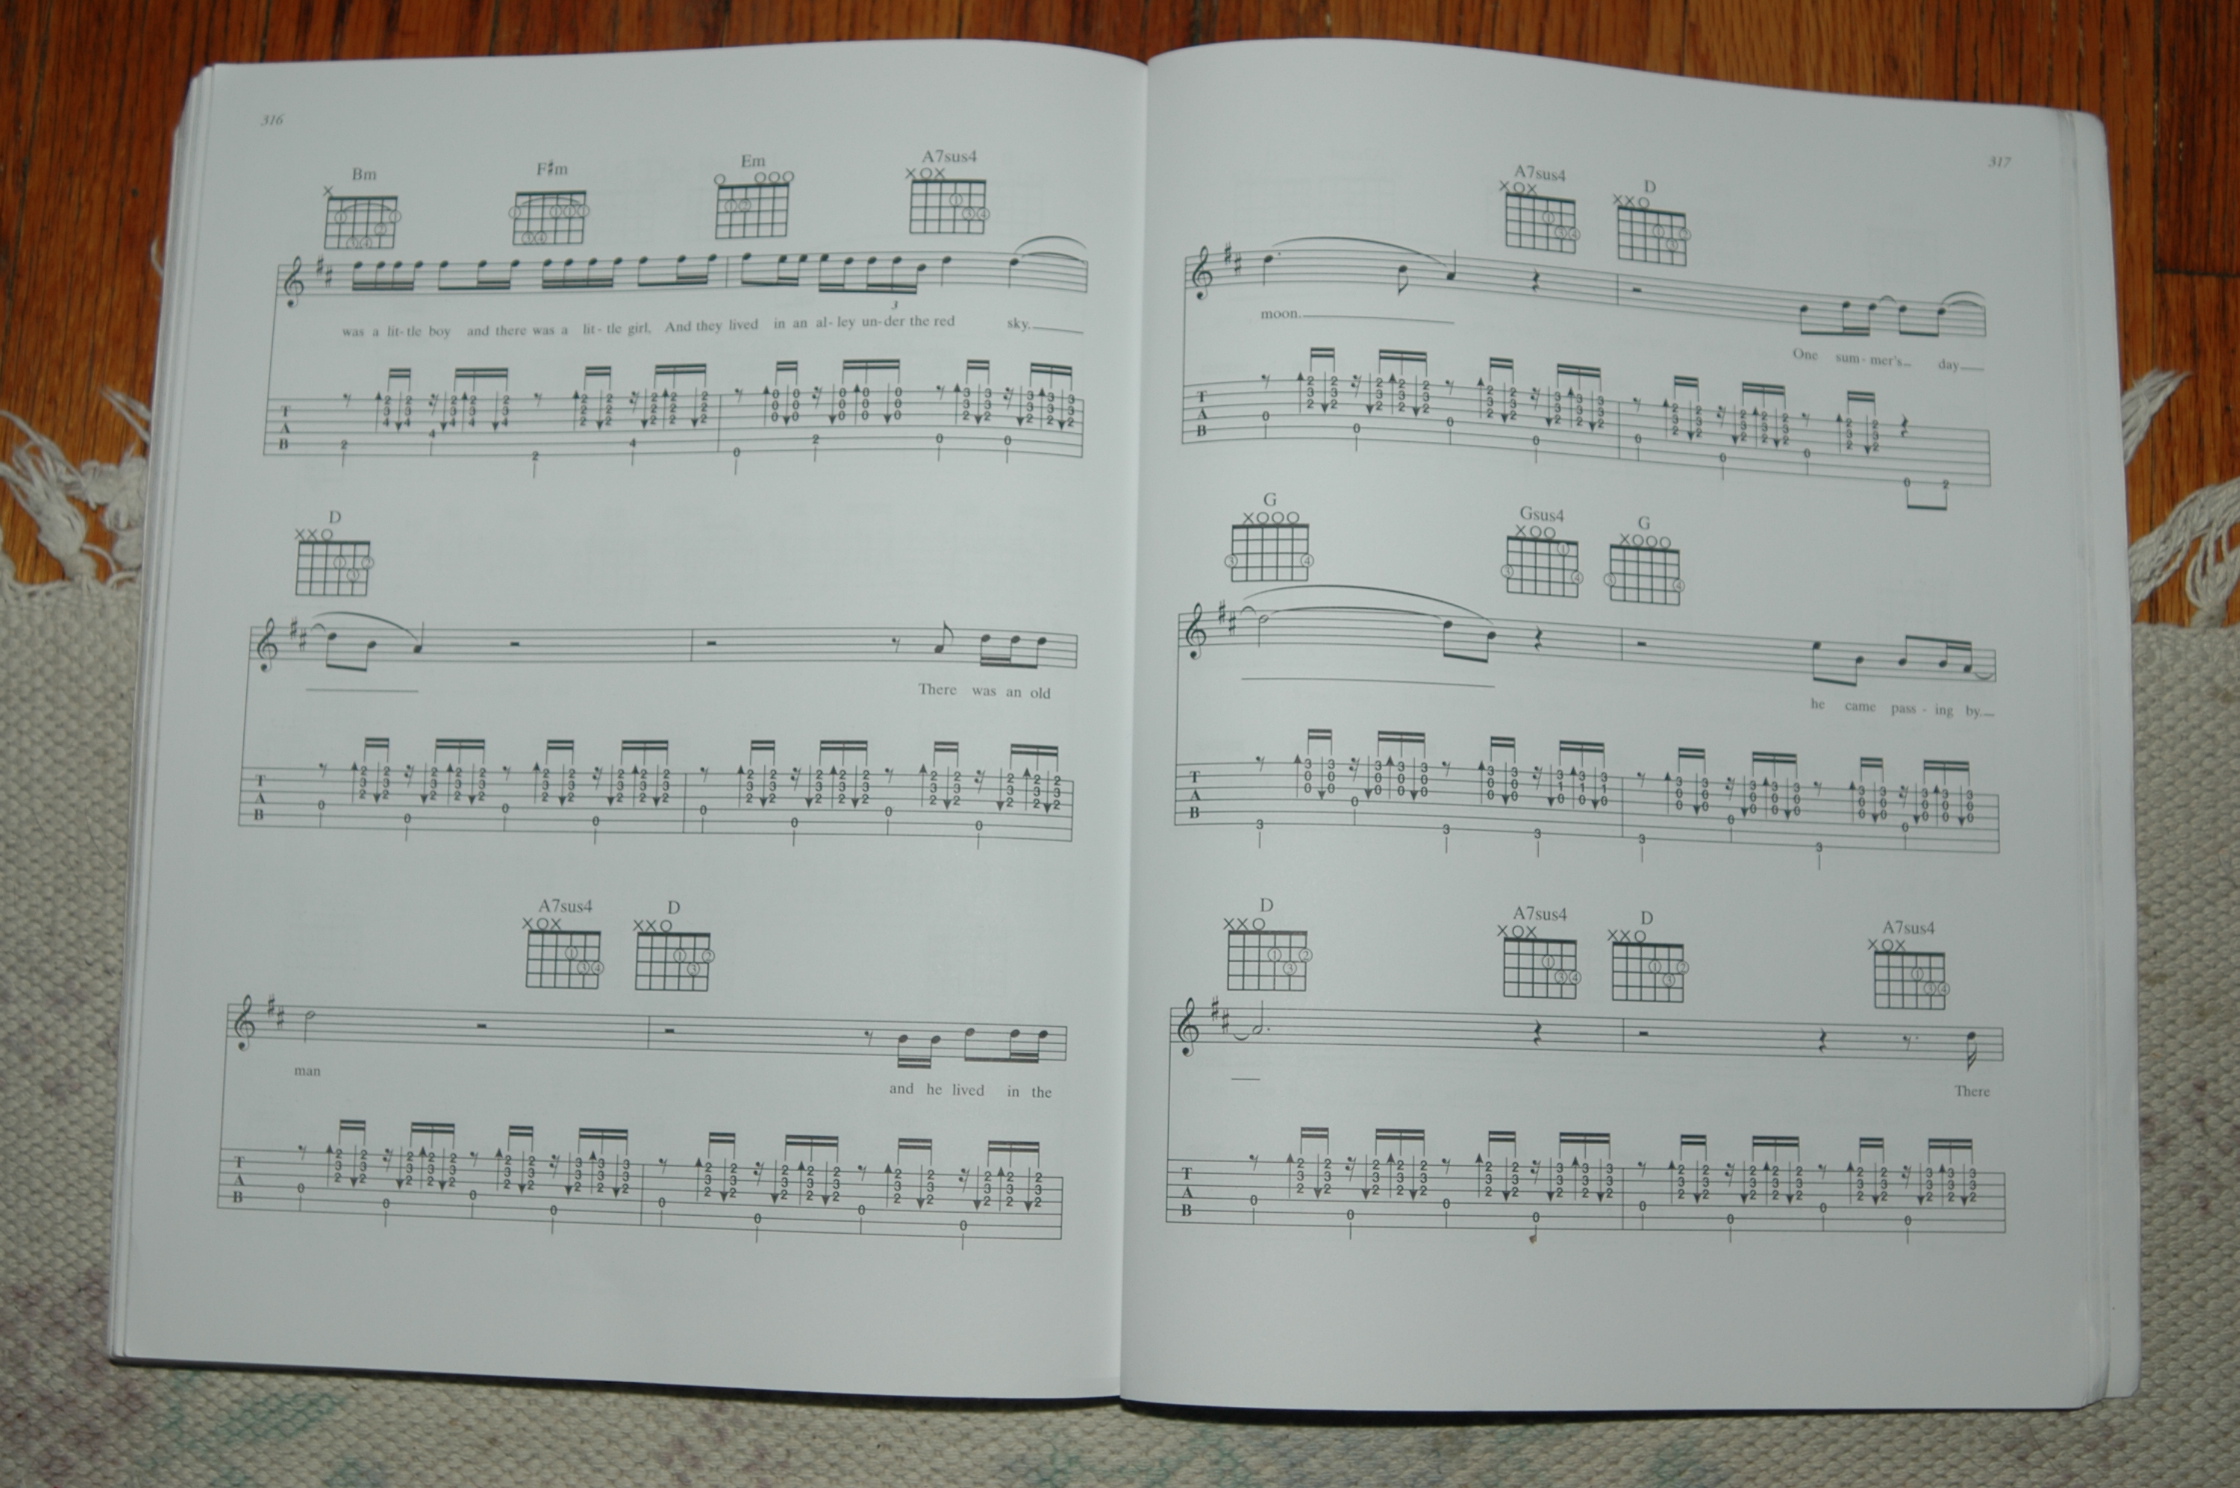 316
Bm F♯m Em A7sus4
was a lit-tle boy and there was a lit-tle girl, And they lived in an al-ley un-der the red sky.
D
There was an old
A7sus4 D
man and he lived in the
317
A7sus4 D
moon. One sum-mer's day
G Gsus4 G
he came pass-ing by.
D A7sus4 D A7sus4
There